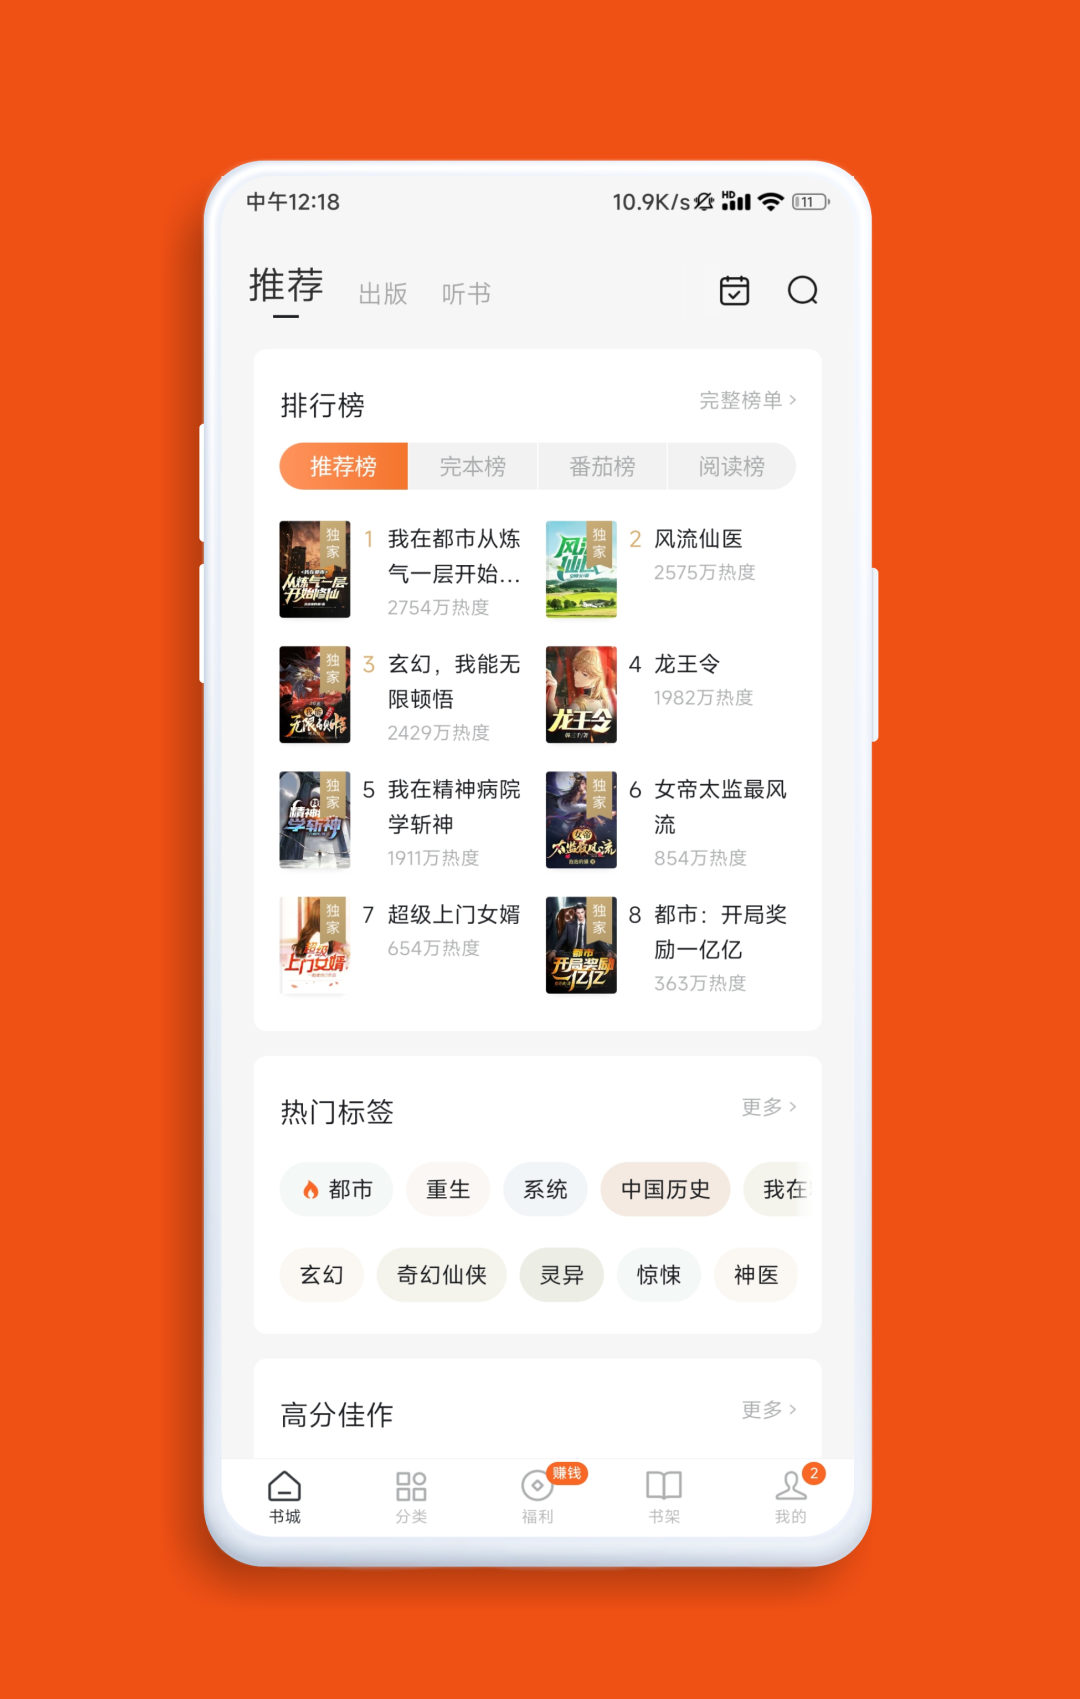 中午12:18
10.9K/s
HD
11
推荐
出版
听书
排行榜
完整榜单
推荐榜
完本榜
番茄榜
阅读榜
独家
我在都市
从炼气一层
开始修仙
1
我在都市从炼
气一层开始...
2754万热度
独家
风流
仙医
2
风流仙医
2575万热度
独家
我能
无限顿悟
3
玄幻，我能无
限顿悟
2429万热度
龙王令
4
龙王令
1982万热度
独家
精神
学斩神
5
我在精神病院
学斩神
1911万热度
独家
女帝
太监最风流
6
女帝太监最风
流
854万热度
独家
超级
上门女婿
7
超级上门女婿
654万热度
独家
都市
开局奖励
一亿亿
8
都市：开局奖
励一亿亿
363万热度
热门标签
更多
都市
重生
系统
中国历史
我在
玄幻
奇幻仙侠
灵异
惊悚
神医
高分佳作
更多
赚钱
2
书城
分类
福利
书架
我的